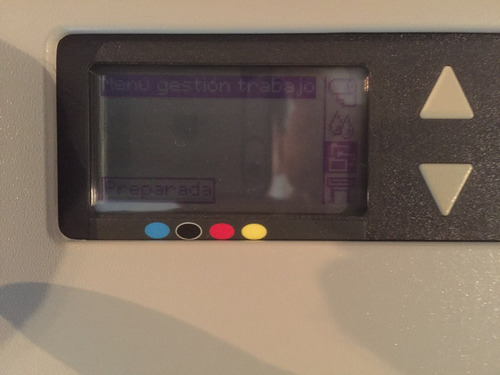 Menú gestión trabajo
Preparada